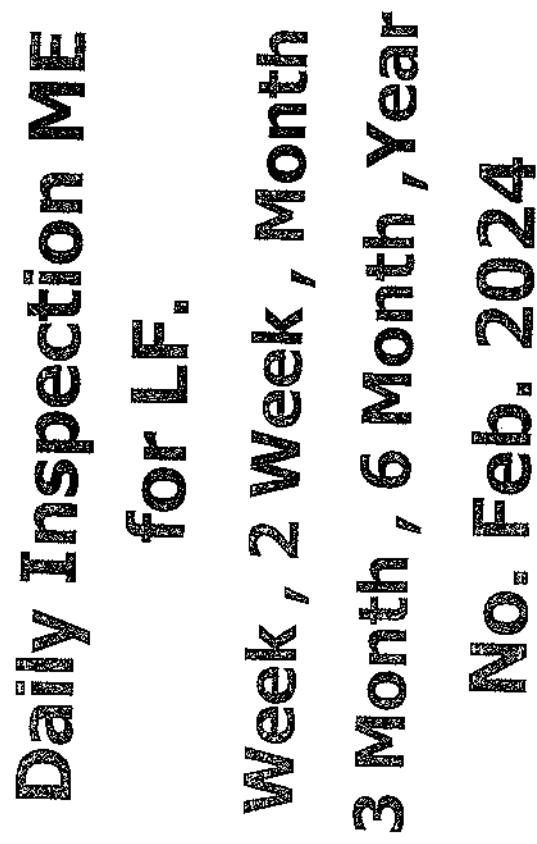 Daily Inspection ME
for LF.
Week , 2 Week , Month
3 Month , 6 Month ,Year
No. Feb. 2024